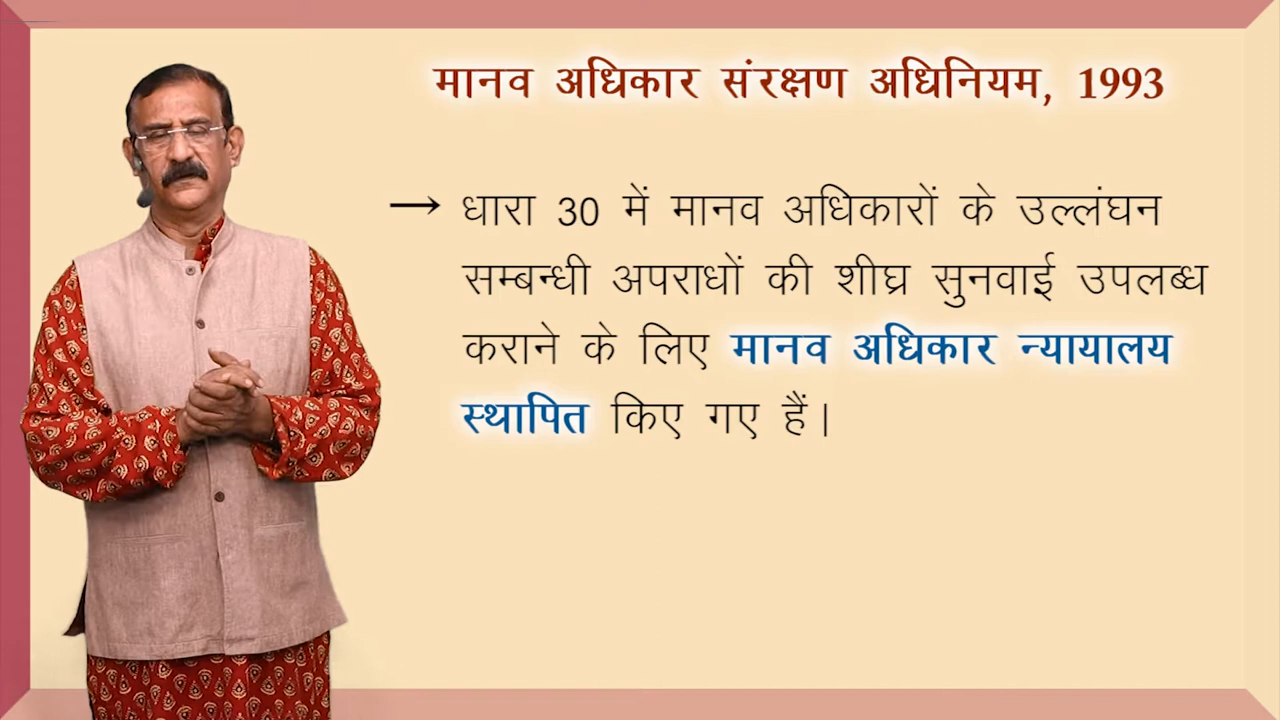 मानव अधिकार संरक्षण अधिनियम, 1993
→ धारा 30 में मानव अधिकारों के उल्लंघन
सम्बन्धी अपराधों की शीघ्र सुनवाई उपलब्ध
कराने के लिए मानव अधिकार न्यायालय
स्थापित किए गए हैं।